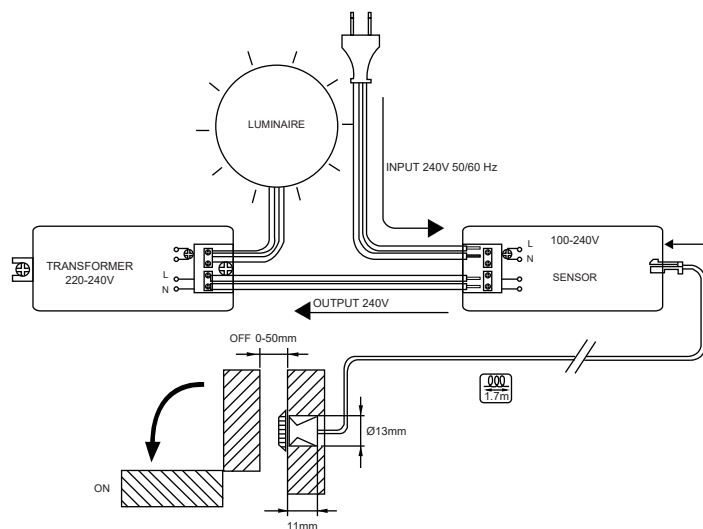 LUMINAIRE
INPUT 240V 50/60 Hz
TRANSFORMER
220-240V
L
N
100-240V
L
N
SENSOR
OUTPUT 240V
OFF 0-50mm
1.7m
Ø13mm
ON
11mm